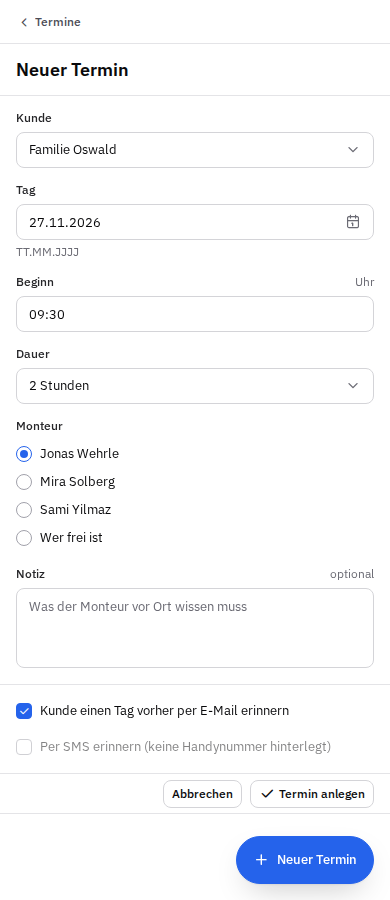 Termine
Neuer Termin
Kunde
Familie Oswald
Tag
27.11.2026
TT.MM.JJJJ
Beginn Uhr
09:30
Dauer
2 Stunden
Monteur
Jonas Wehrle
Mira Solberg
Sami Yilmaz
Wer frei ist
Notiz optional
Was der Monteur vor Ort wissen muss
Kunde einen Tag vorher per E-Mail erinnern
Per SMS erinnern (keine Handynummer hinterlegt)
Abbrechen Termin anlegen
Neuer Termin